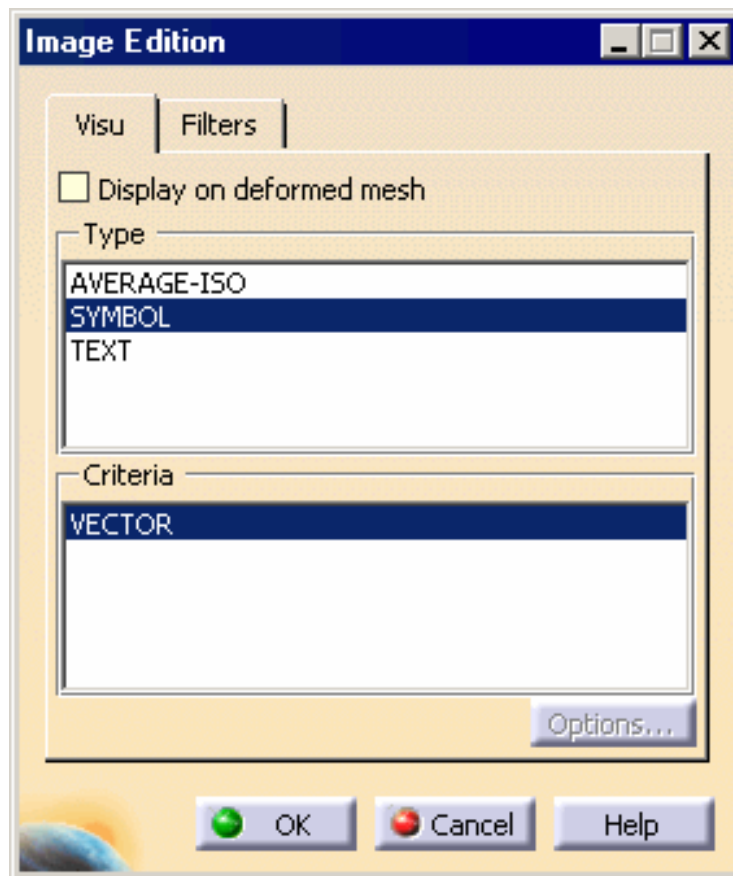 Image Edition
Visu Filters
Display on deformed mesh
Type
AVERAGE-ISO
SYMBOL
TEXT
Criteria
VECTOR
Options...
OK Cancel Help